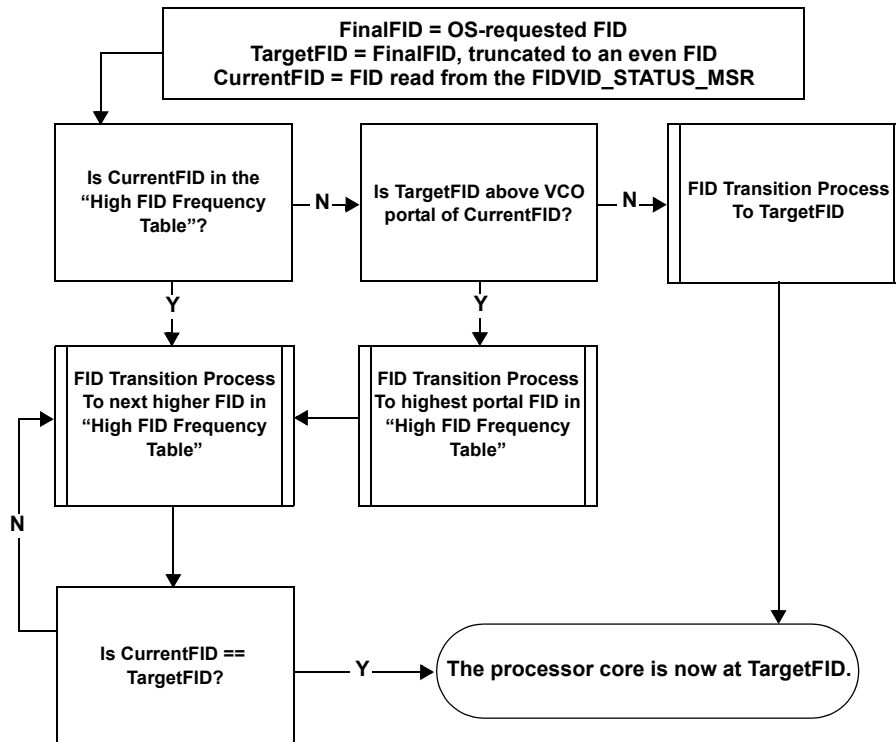 FinalFID = OS-requested FID
TargetFID = FinalFID, truncated to an even FID
CurrentFID = FID read from the FIDVID_STATUS_MSR
Is CurrentFID in the
“High FID Frequency
Table”?
N
Is TargetFID above VCO
portal of CurrentFID?
N
FID Transition Process
To TargetFID
Y
Y
FID Transition Process
To next higher FID in
“High FID Frequency
Table”
FID Transition Process
To highest portal FID in
“High FID Frequency
Table”
N
Is CurrentFID ==
TargetFID?
Y
The processor core is now at TargetFID.